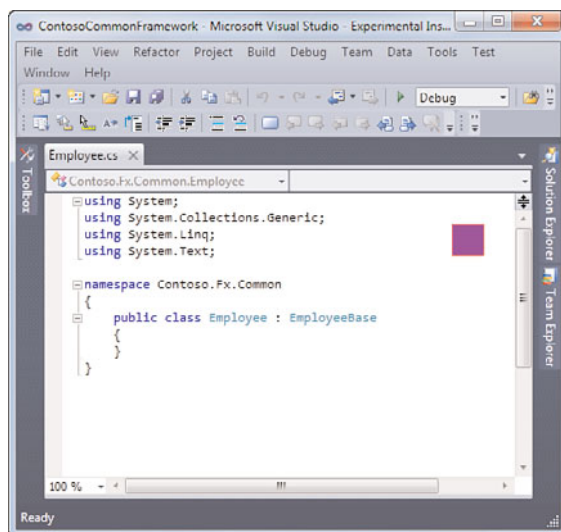 ContosoCommonFramework - Microsoft Visual Studio - Experimental Ins...
File Edit View Refactor Project Build Debug Team Data Tools Test
Window Help
Debug
Employee.cs
Toolbox
Contoso.Fx.Common.Employee
using System;
using System.Collections.Generic;
using System.Linq;
using System.Text;
namespace Contoso.Fx.Common
{
public class Employee : EmployeeBase
{
}
}
Solution Explorer
Team Explorer
100 %
Ready